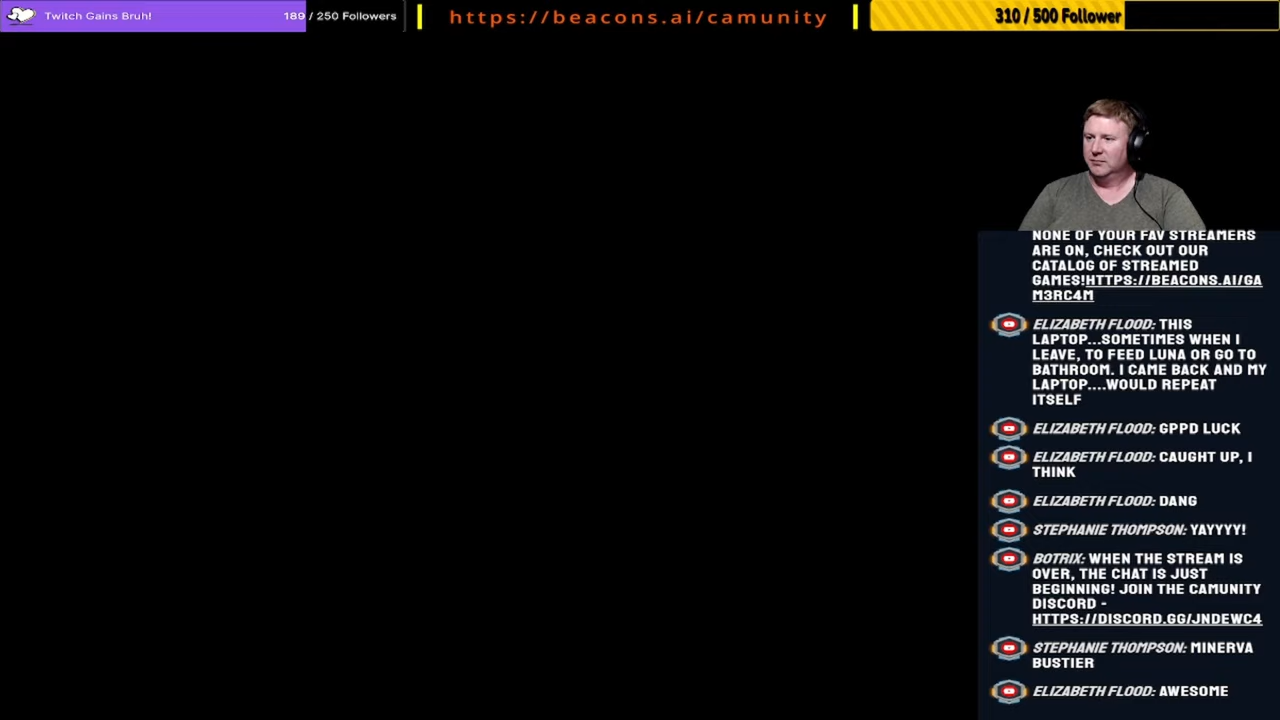 Twitch Gains Bruh!
189 / 250 Followers
https://beacons.ai/camunity
310 / 500 Follower
NONE OF YOUR FAV STREAMERS
ARE ON, CHECK OUT OUR
CATALOG OF STREAMED
GAMES!HTTPS://BEACONS.AI/GA
M3RC4M
ELIZABETH FLOOD: THIS
LAPTOP...SOMETIMES WHEN I
LEAVE, TO FEED LUNA OR GO TO
BATHROOM. I CAME BACK AND MY
LAPTOP....WOULD REPEAT
ITSELF
ELIZABETH FLOOD: GPPD LUCK
ELIZABETH FLOOD: CAUGHT UP, I
THINK
ELIZABETH FLOOD: DANG
STEPHANIE THOMPSON: YAYYYY!
BOTRIX: WHEN THE STREAM IS
OVER, THE CHAT IS JUST
BEGINNING! JOIN THE CAMUNITY
DISCORD -
HTTPS://DISCORD.GG/JNDEWC4
STEPHANIE THOMPSON: MINERVA
BUSTIER
ELIZABETH FLOOD: AWESOME